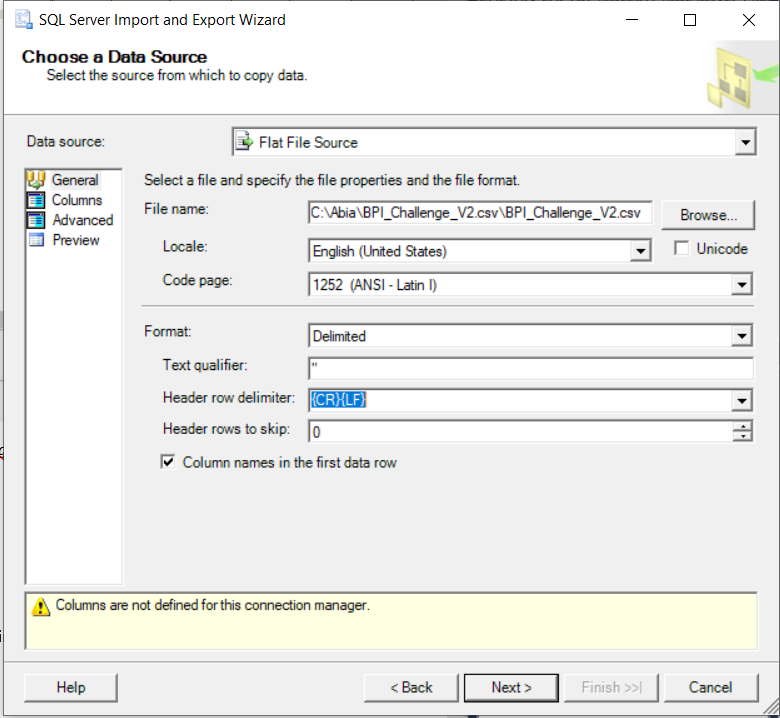 SQL Server Import and Export Wizard
Choose a Data Source
Select the source from which to copy data.
Data source:
Flat File Source
General
Columns
Advanced
Preview
Select a file and specify the file properties and the file format.
File name:
C:\Abia\BPI_Challenge_V2.csv\BPI_Challenge_V2.csv
Browse...
Locale:
English (United States)
Unicode
Code page:
1252 (ANSI - Latin I)
Format:
Delimited
Text qualifier:
"
Header row delimiter:
{CR}{LF}
Header rows to skip:
0
Column names in the first data row
Columns are not defined for this connection manager.
Help
< Back
Next >
Finish >>|
Cancel